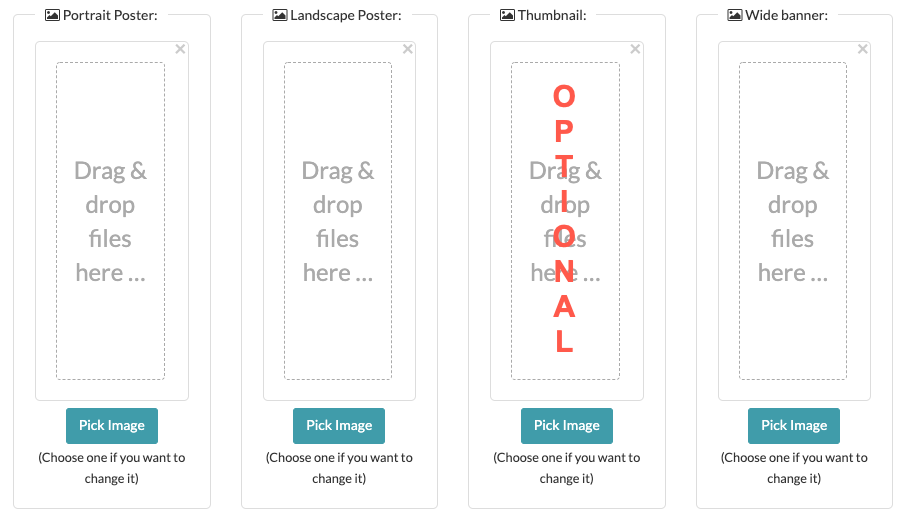 Portrait Poster:
Drag &
drop
files
here ...
Pick Image
(Choose one if you want to
change it)
Landscape Poster:
Drag &
drop
files
here ...
Pick Image
(Choose one if you want to
change it)
Thumbnail:
Drag &
drop
files
here ...
OPTIONAL
Pick Image
(Choose one if you want to
change it)
Wide banner:
Drag &
drop
files
here ...
Pick Image
(Choose one if you want to
change it)